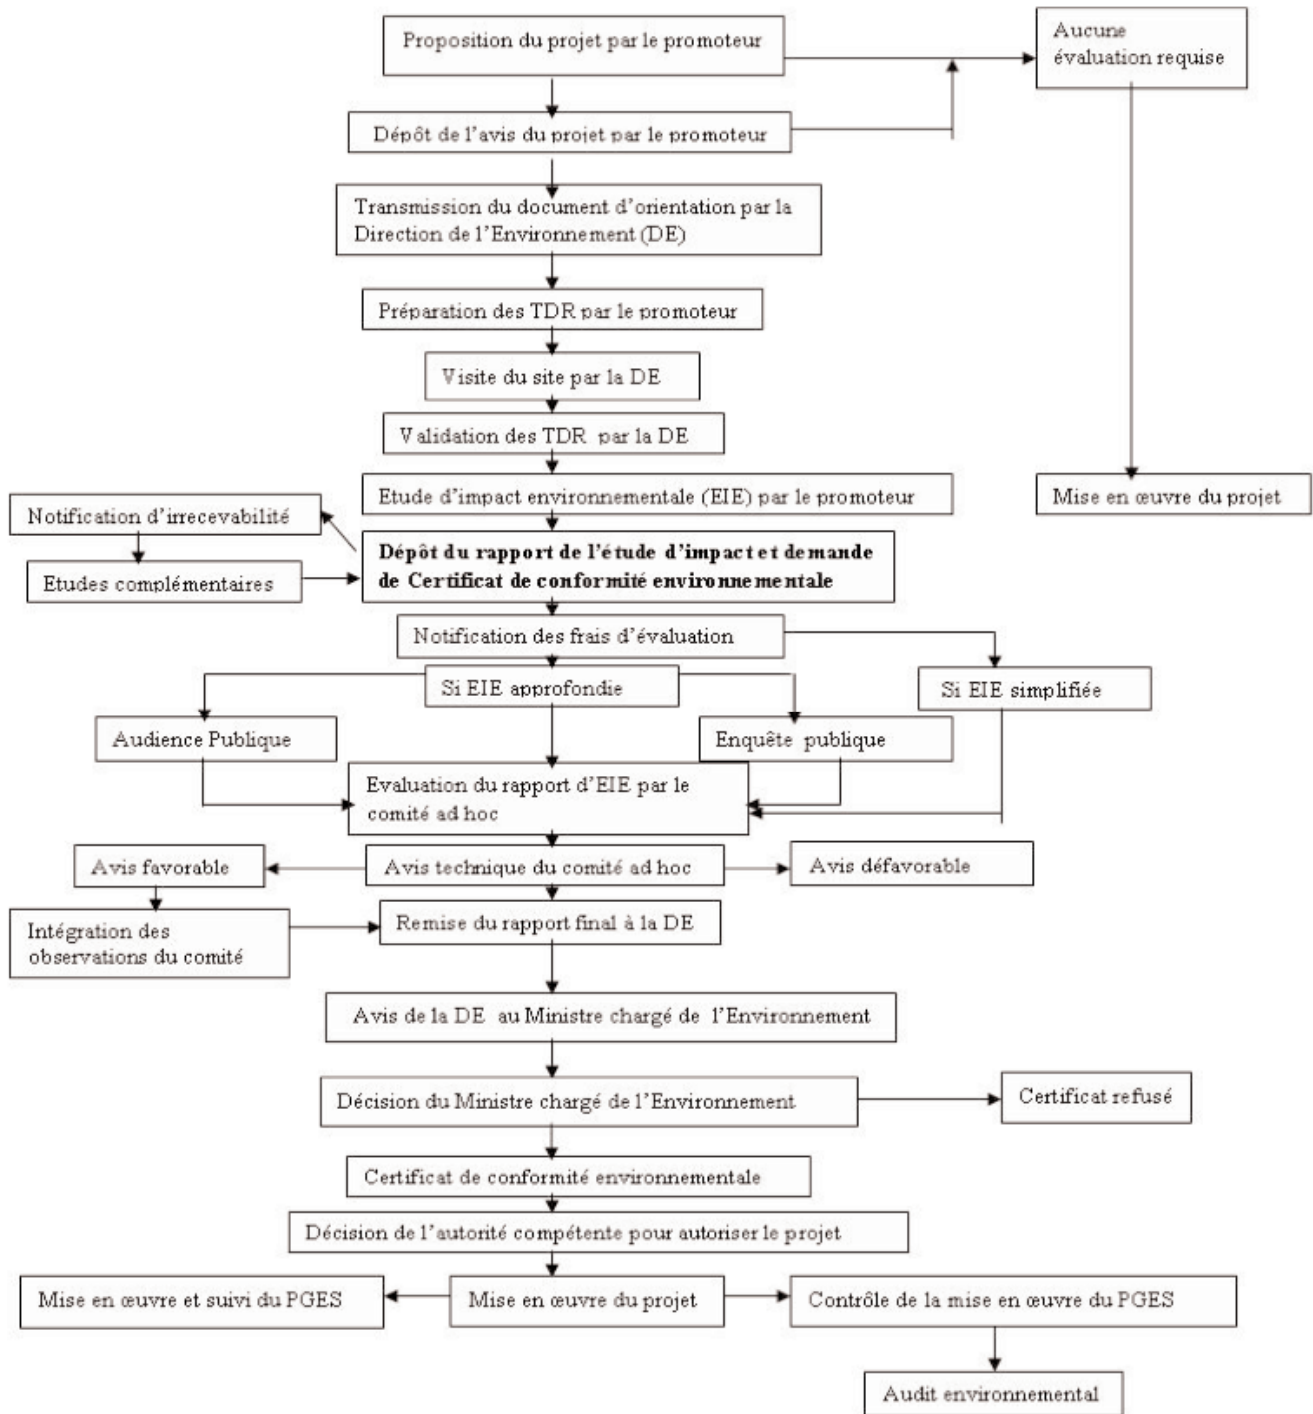 Proposition du projet par le promoteur
Aucune
évaluation requise
Dépôt de l'avis du projet par le promoteur
Transmission du document d'orientation par la
Direction de l'Environnement (DE)
Préparation des TDR par le promoteur
Visite du site par la DE
Validation des TDR par la DE
Etude d'impact environnementale (EIE) par le promoteur
Mise en œuvre du projet
Notification d'irrecevabilité
Dépôt du rapport de l'étude d'impact et demande
de Certificat de conformité environnementale
Etudes complémentaires
Notification des frais d'évaluation
Si EIE approfondie
Si EIE simplifiée
Audience Publique
Enquête publique
Evaluation du rapport d'EIE par le
comité ad hoc
Avis favorable
Avis technique du comité ad hoc
Avis défavorable
Intégration des
observations du comité
Remise du rapport final à la DE
Avis de la DE au Ministre chargé de l'Environnement
Décision du Ministre chargé de l'Environnement
Certificat refusé
Certificat de conformité environnementale
Décision de l'autorité compétente pour autoriser le projet
Mise en œuvre et suivi du PGES
Mise en œuvre du projet
Contrôle de la mise en œuvre du PGES
Audit environnemental